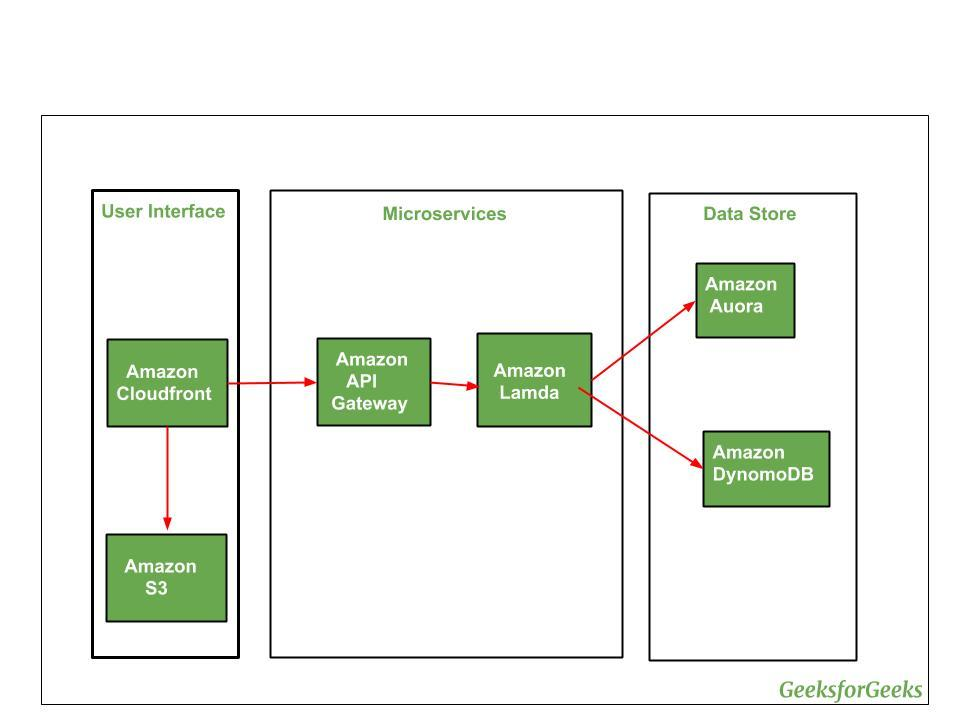 User Interface
Microservices
Data Store
Amazon
Cloudfront
Amazon
S3
Amazon
API
Gateway
Amazon
Lamda
Amazon
Auora
Amazon
DynomoDB
GeeksforGeeks